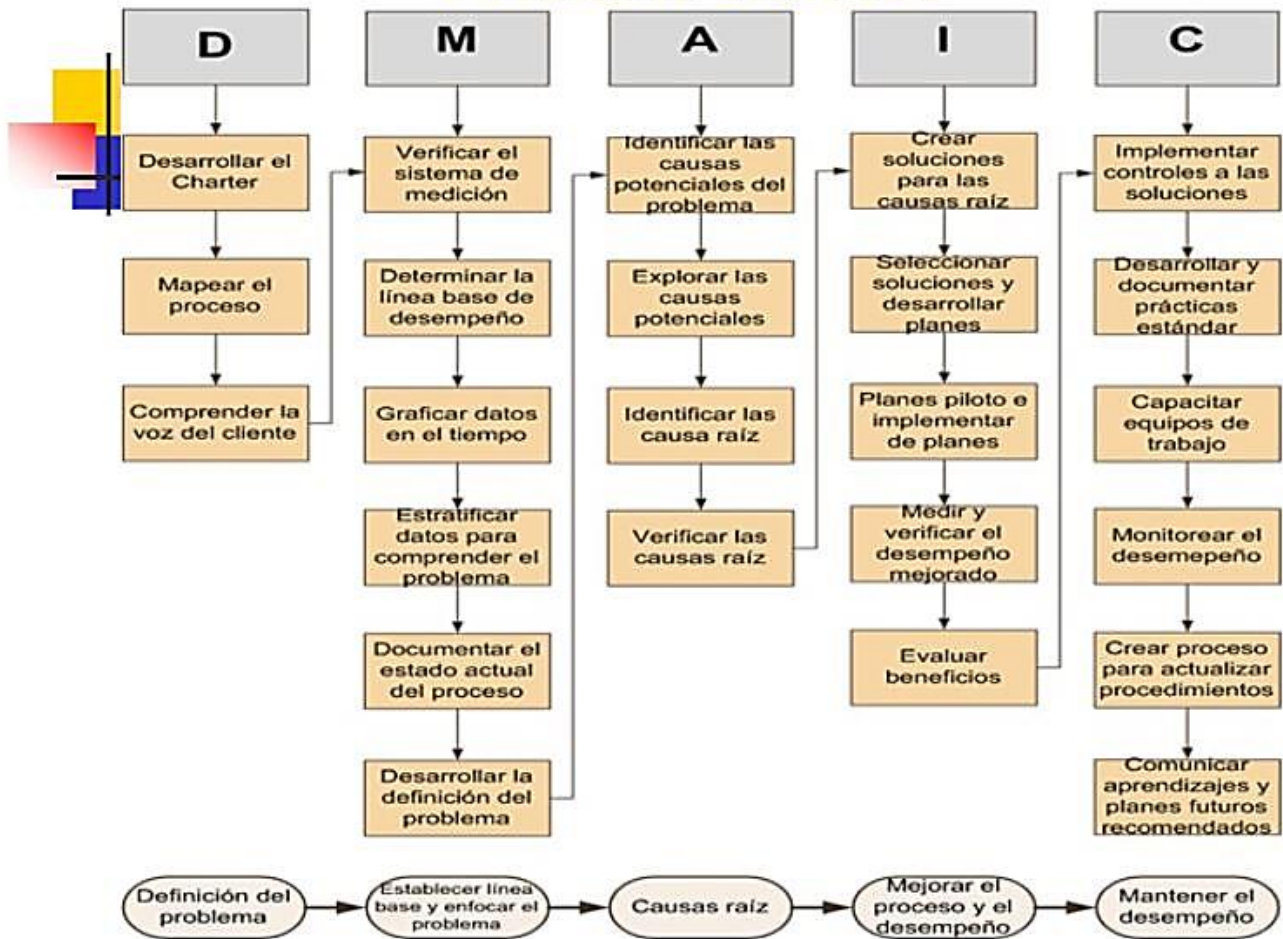 D
Desarrollar el
Charter
Mapear el
proceso
Comprender la
voz del cliente
M
Verificar el
sistema de
medición
Determinar la
línea base de
desempeño
Graficar datos
en el tiempo
Estratificar
datos para
comprender el
problema
Documentar el
estado actual
del proceso
Desarrollar la
definición del
problema
A
Identificar las
causas
potenciales del
problema
Explorar las
causas
potenciales
Identificar las
causa raíz
Verificar las
causas raíz
I
Crear
soluciones
para las
causas raíz
Seleccionar
soluciones y
desarrollar
planes
Planes piloto e
implementar
de planes
Medir y
verificar el
desempeño
mejorado
Evaluar
beneficios
C
Implementar
controles a las
soluciones
Desarrollar y
documentar
prácticas
estándar
Capacitar
equipos de
trabajo
Monitorear el
desemepeño
Crear proceso
para actualizar
procedimientos
Comunicar
aprendizajes y
planes futuros
recomendados
Definición del
problema
Establecer línea
base y enfocar el
problema
Causas raíz
Mejorar el
proceso y el
desempeño
Mantener el
desempeño